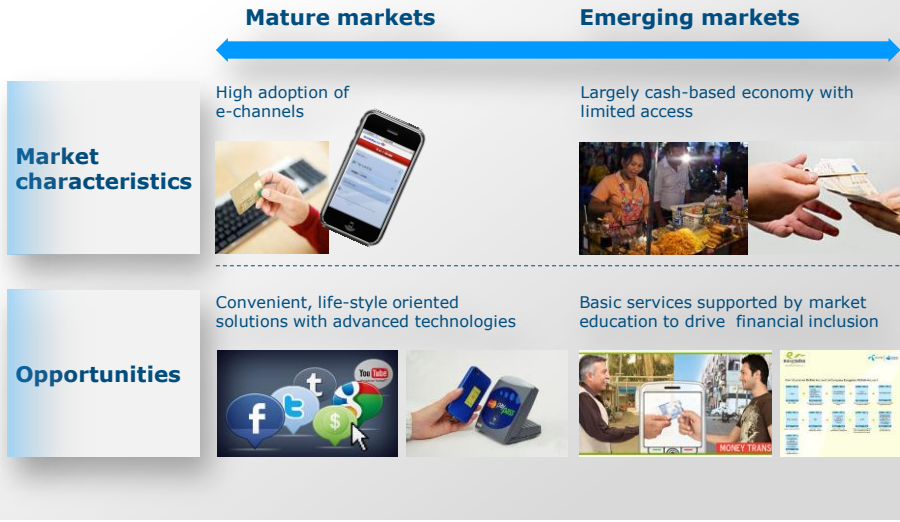 Mature markets
Emerging markets
Market
characteristics
High adoption of
e-channels
Largely cash-based economy with
limited access
Opportunities
Convenient, life-style oriented
solutions with advanced technologies
Basic services supported by market
education to drive  financial inclusion
You Tube
f
t
t
g
$
MONEY TRANS